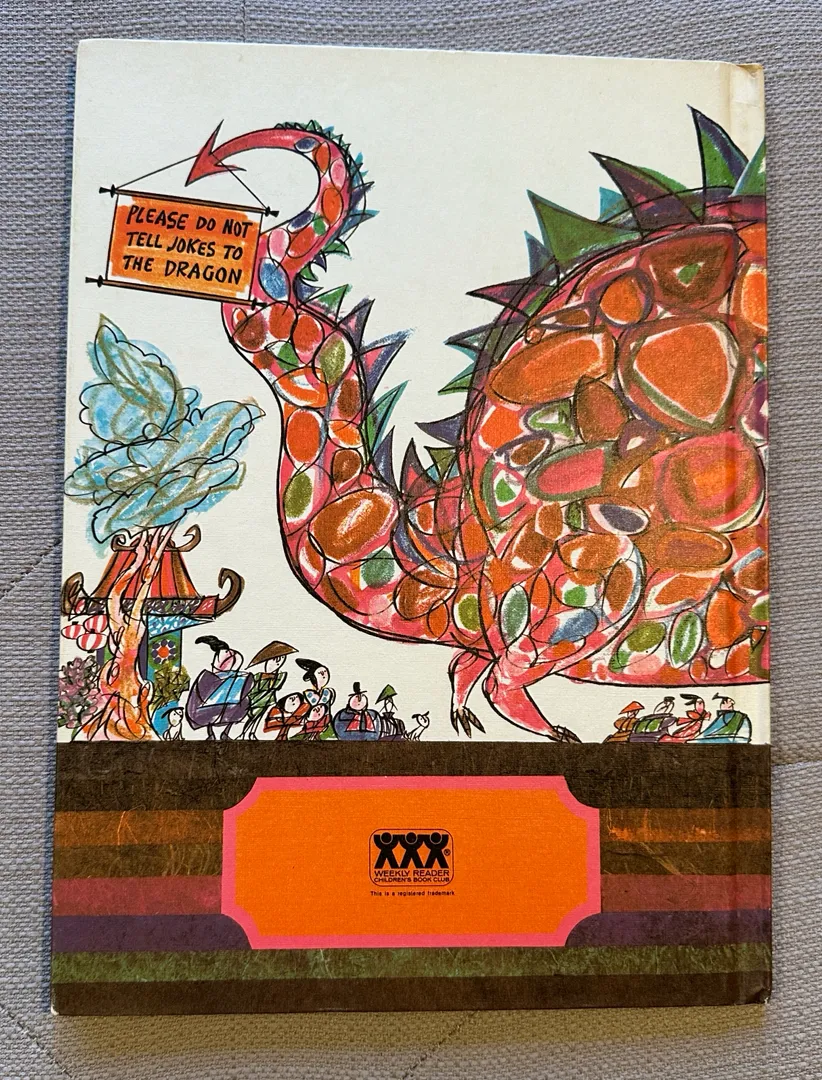 PLEASE DO NOT
TELL JOKES TO
THE DRAGON
WEEKLY READER
CHILDREN'S BOOK CLUB
This is a registered trademark